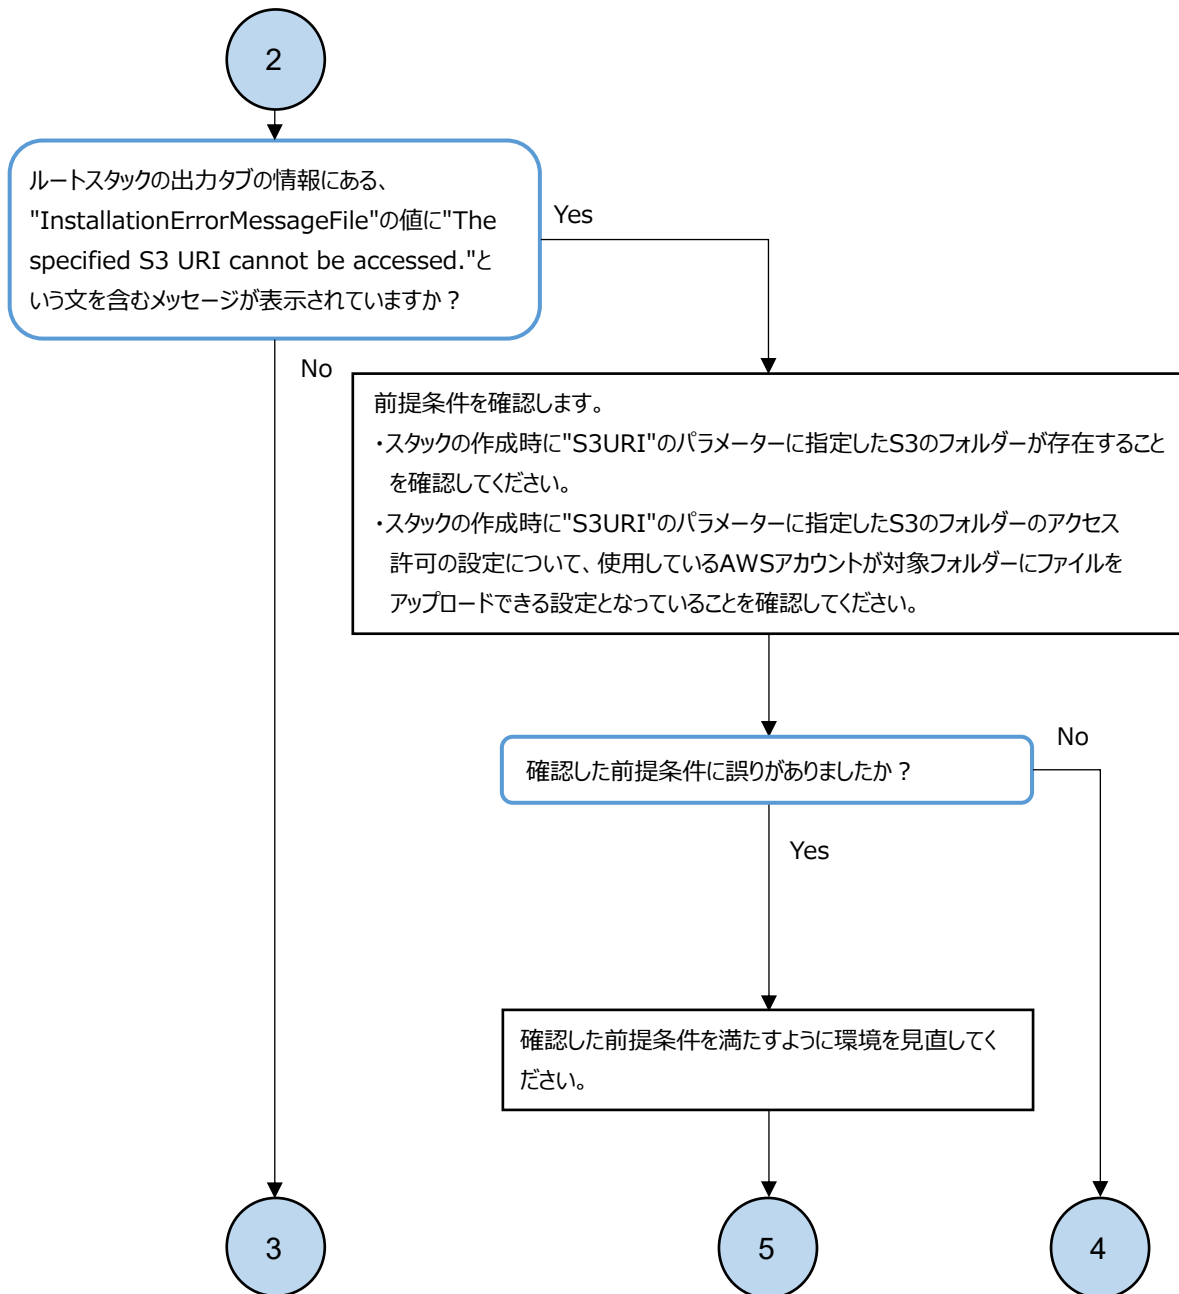 2
ルートスタックの出力タブの情報にある、
"InstallationErrorMessageFile"の値に"The
specified S3 URI cannot be accessed."と
いう文を含むメッセージが表示されていますか？
Yes
No
前提条件を確認します。
・スタックの作成時に"S3URI"のパラメーターに指定したS3のフォルダーが存在すること
を確認してください。
・スタックの作成時に"S3URI"のパラメーターに指定したS3のフォルダーのアクセス
許可の設定について、使用しているAWSアカウントが対象フォルダーにファイルを
アップロードできる設定となっていることを確認してください。
確認した前提条件に誤りがありましたか？
No
Yes
確認した前提条件を満たすように環境を見直してく
ださい。
3
5
4